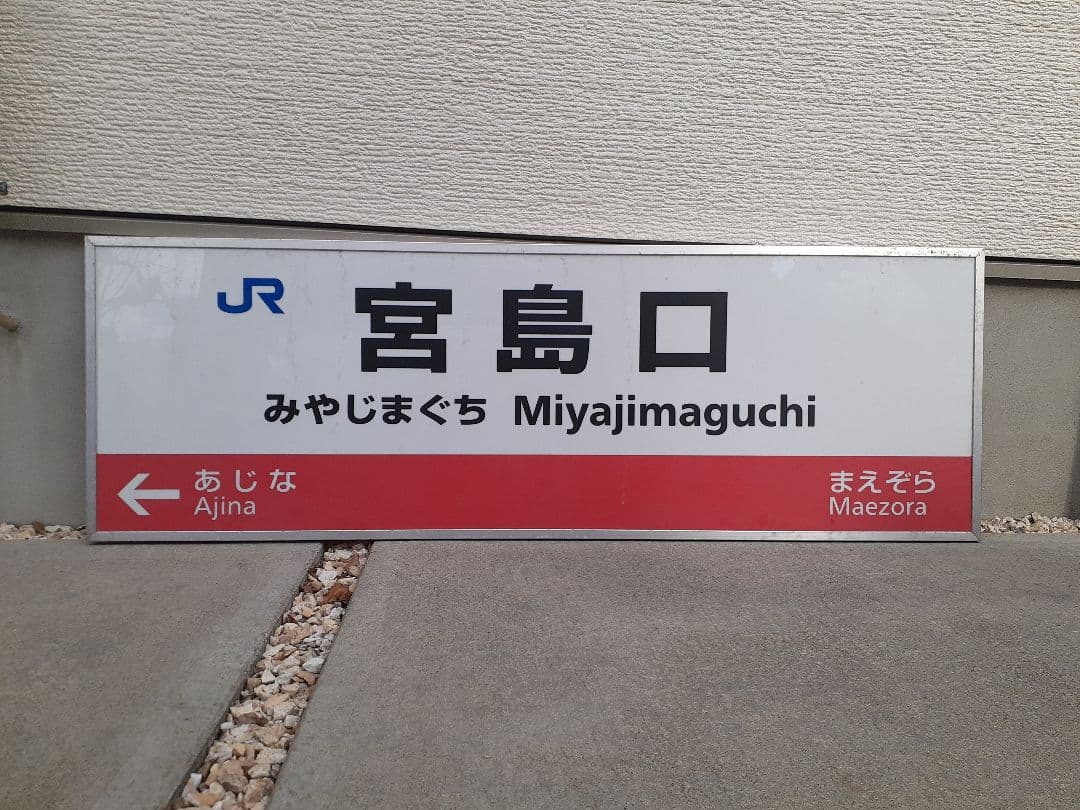 JR 宮島口
みやじまぐち Miyajimaguchi
← あじな まえぞら
Ajina Maezora